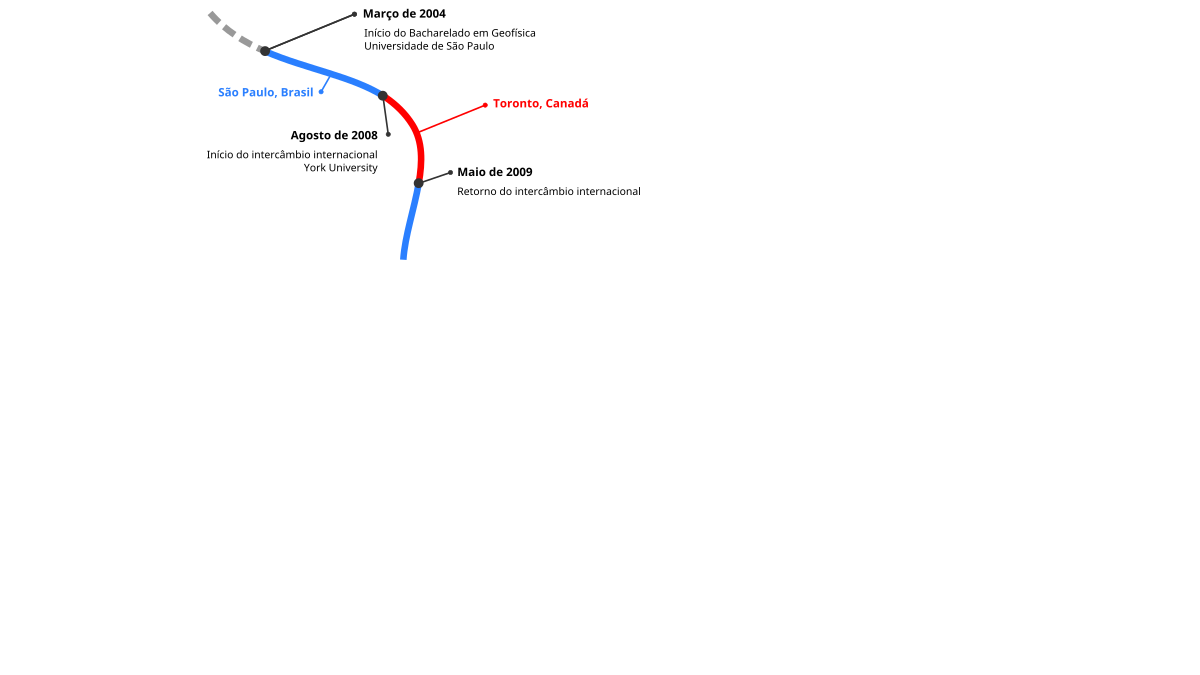 Março de 2004
Início do Bacharelado em Geofísica
Universidade de São Paulo
São Paulo, Brasil
Toronto, Canadá
Agosto de 2008
Início do intercâmbio internacional
York University
Maio de 2009
Retorno do intercâmbio internacional